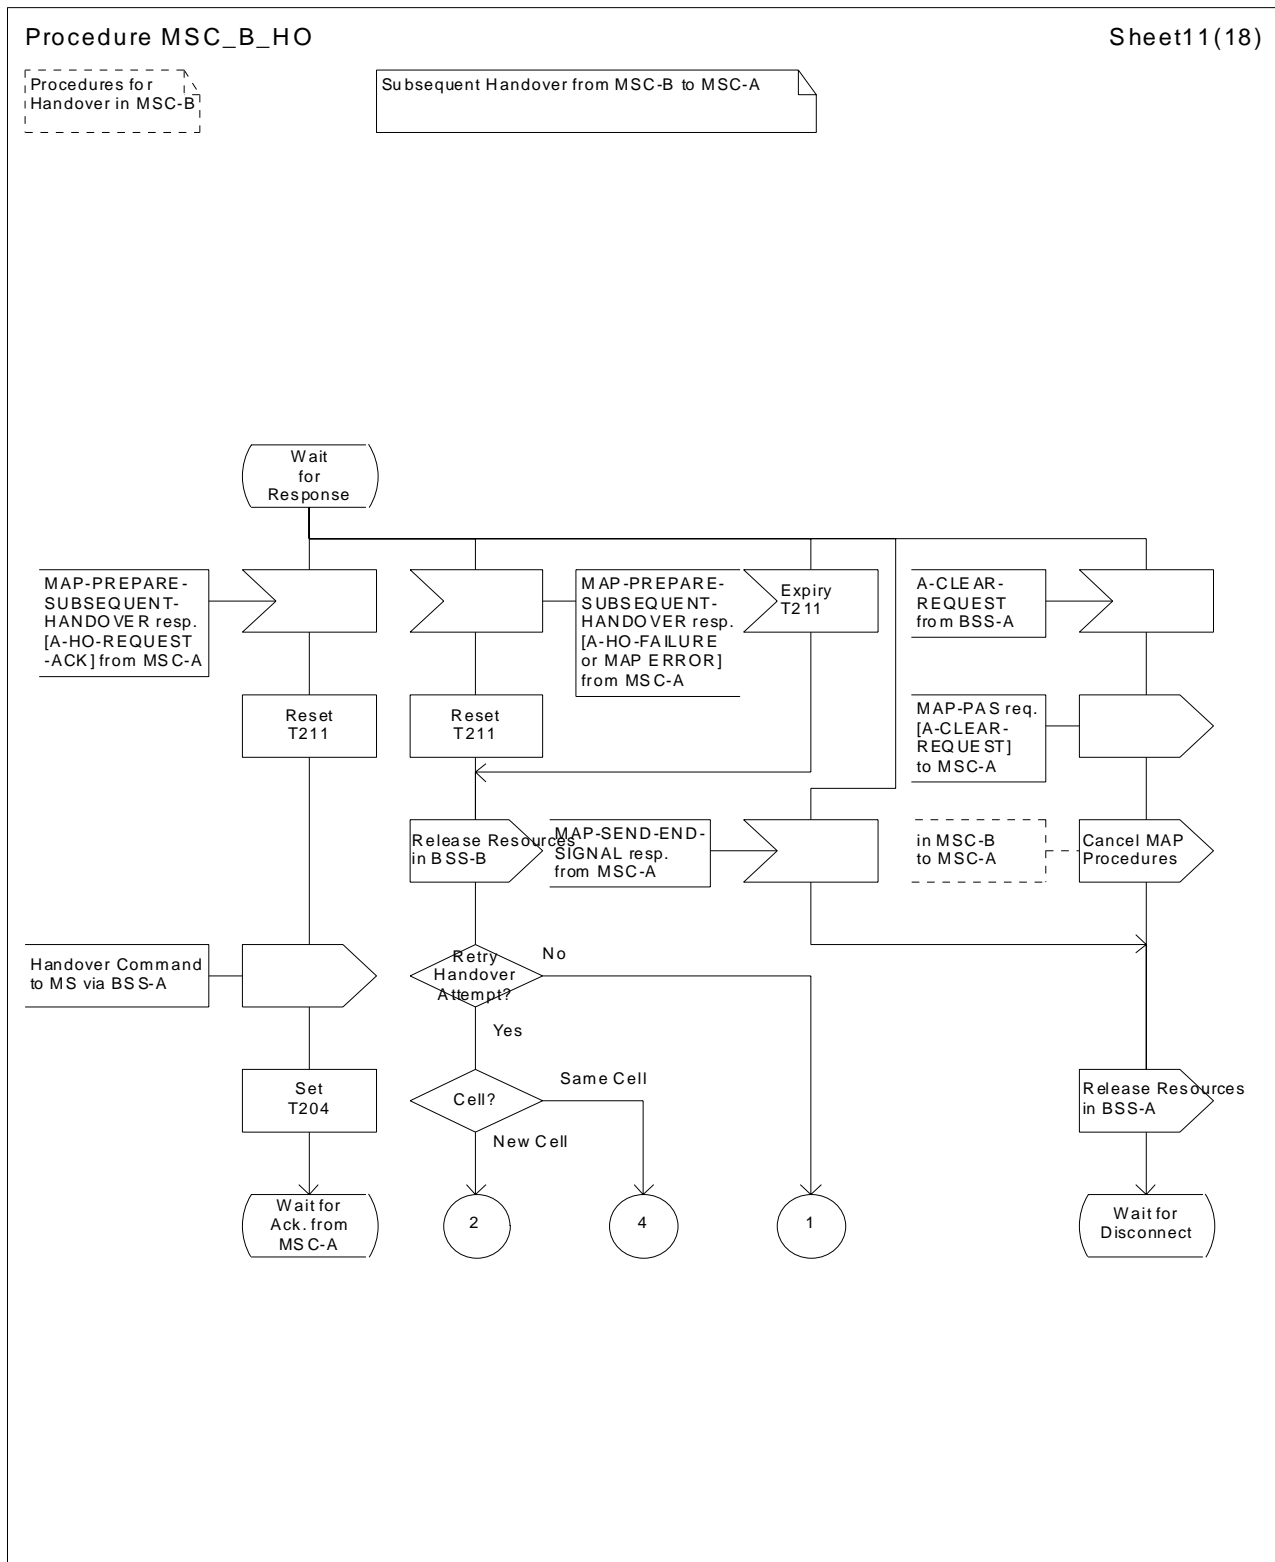 Procedure MSC_B_HO
Sheet11(18)
Procedures for
Handover in MSC-B
Subsequent Handover from MSC-B to MSC-A
Wait
for
Response
MAP-PREPARE-
SUBSEQUENT-
HANDOVER resp.
[A-HO-REQUEST
-ACK] from MSC-A
MAP-PREPARE-
SUBSEQUENT-
HANDOVER resp.
[A-HO-FAILURE
or MAP ERROR]
from MSC-A
Expiry
T211
A-CLEAR-
REQUEST
from BSS-A
Reset
T211
Reset
T211
MAP-PAS req.
[A-CLEAR-
REQUEST]
to MSC-A
Release Resources
in BSS-B
MAP-SEND-END-
SIGNAL resp.
from MSC-A
in MSC-B
to MSC-A
Cancel MAP
Procedures
Handover Command
to MS via BSS-A
Retry
Handover
Attempt?
No
Yes
Set
T204
Cell?
Same Cell
New Cell
Release Resources
in BSS-A
Wait for
Ack. from
MSC-A
2
4
1
Wait for
Disconnect